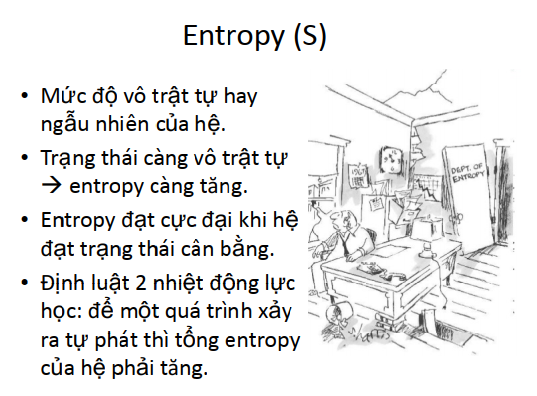 Entropy (S)
• Mức độ vô trật tự hay
ngẫu nhiên của hệ.
• Trạng thái càng vô trật tự
→ entropy càng tăng.
• Entropy đạt cực đại khi hệ
đạt trạng thái cân bằng.
• Định luật 2 nhiệt động lực
học: để một quá trình xảy
ra tự phát thì tổng entropy
của hệ phải tăng.
DEPT. OF
ENTROPY